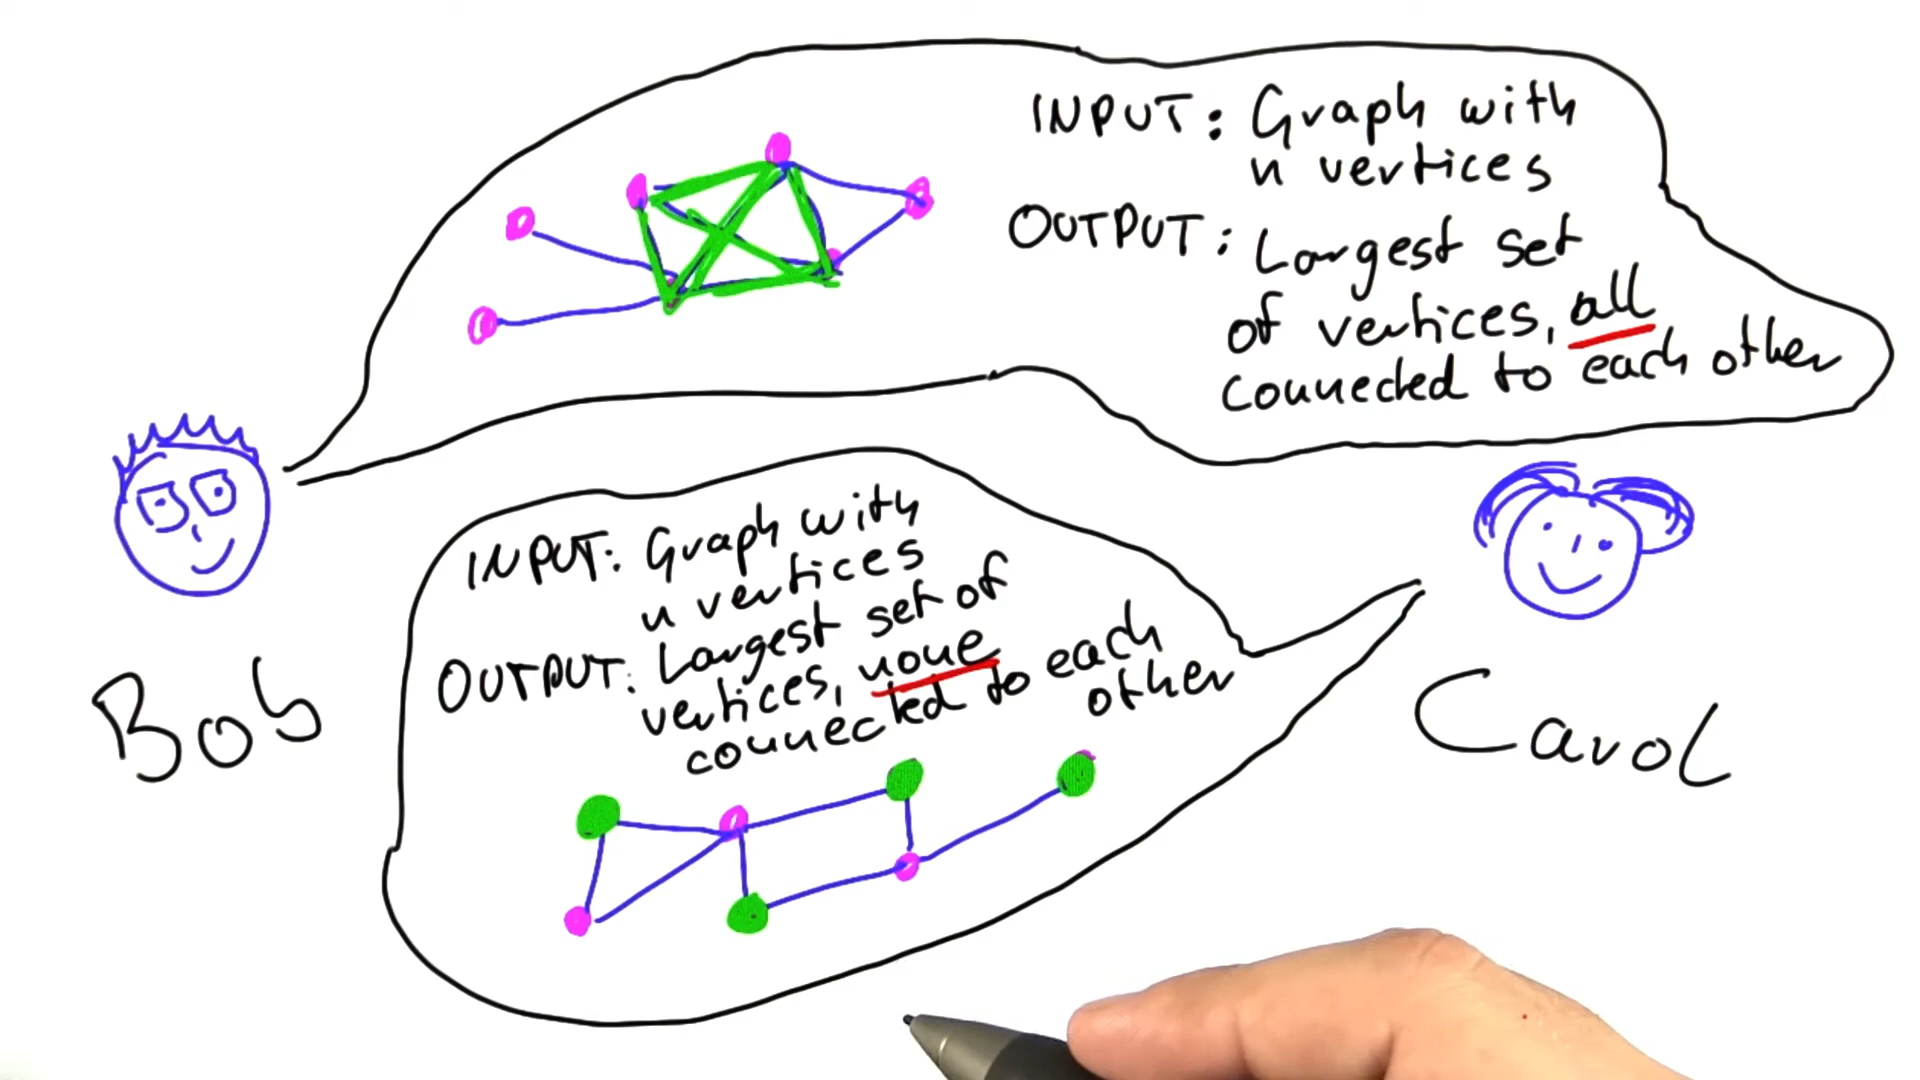 INPUT: Graph with
n vertices
OUTPUT: Largest set
of vertices, all
connected to each other
INPUT: Graph with
n vertices
OUTPUT: Largest set of
vertices, none
connected to each
other
Bob
Carol